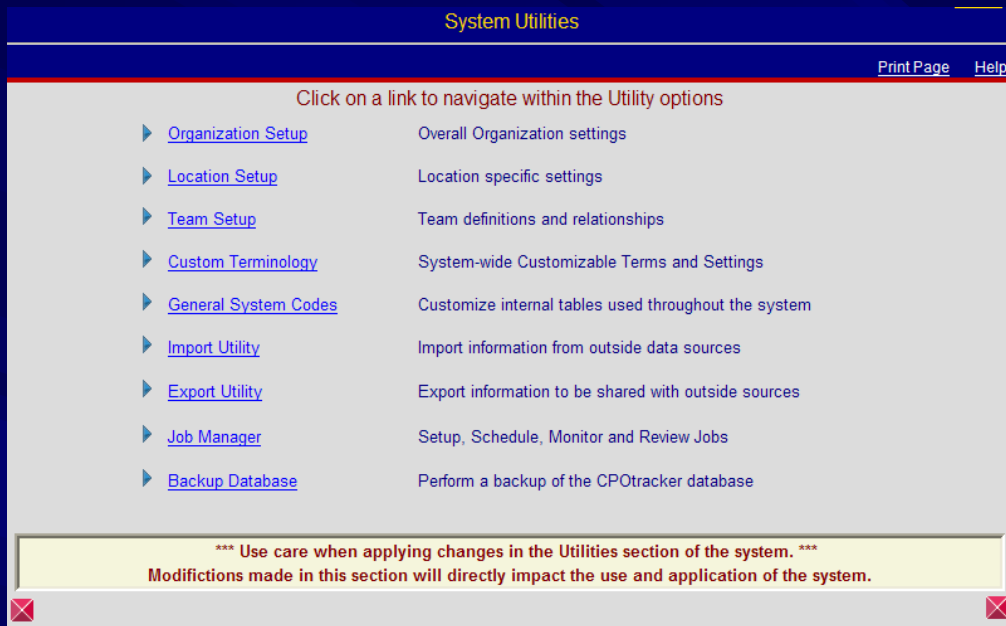 System Utilities
Print Page Help
Click on a link to navigate within the Utility options
Organization Setup Overall Organization settings
Location Setup Location specific settings
Team Setup Team definitions and relationships
Custom Terminology System-wide Customizable Terms and Settings
General System Codes Customize internal tables used throughout the system
Import Utility Import information from outside data sources
Export Utility Export information to be shared with outside sources
Job Manager Setup, Schedule, Monitor and Review Jobs
Backup Database Perform a backup of the CPOtracker database
*** Use care when applying changes in the Utilities section of the system. ***
Modifictions made in this section will directly impact the use and application of the system.